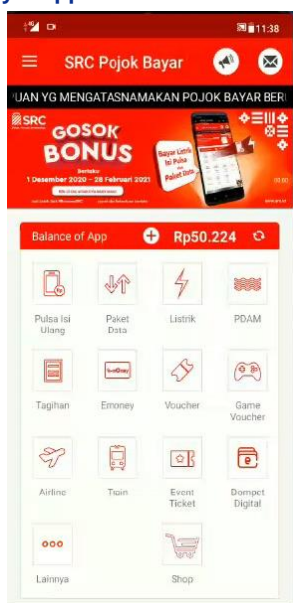 11:38
SRC Pojok Bayar
UAN YG MENGATASNAMAKAN POJOK BAYAR BER
SRC
GOSOK
BONUS
Berlaku
1 Desember 2020 - 28 Februari 2021
Bayar Listrik
Isi Pulsa
Paket Data
Balance of App
Rp50.224
Pulsa Isi Ulang
Paket Data
Listrik
PDAM
Tagihan
Emoney
Voucher
Game Voucher
Airline
Train
Event Ticket
Dompet Digital
Lainnya
Shop